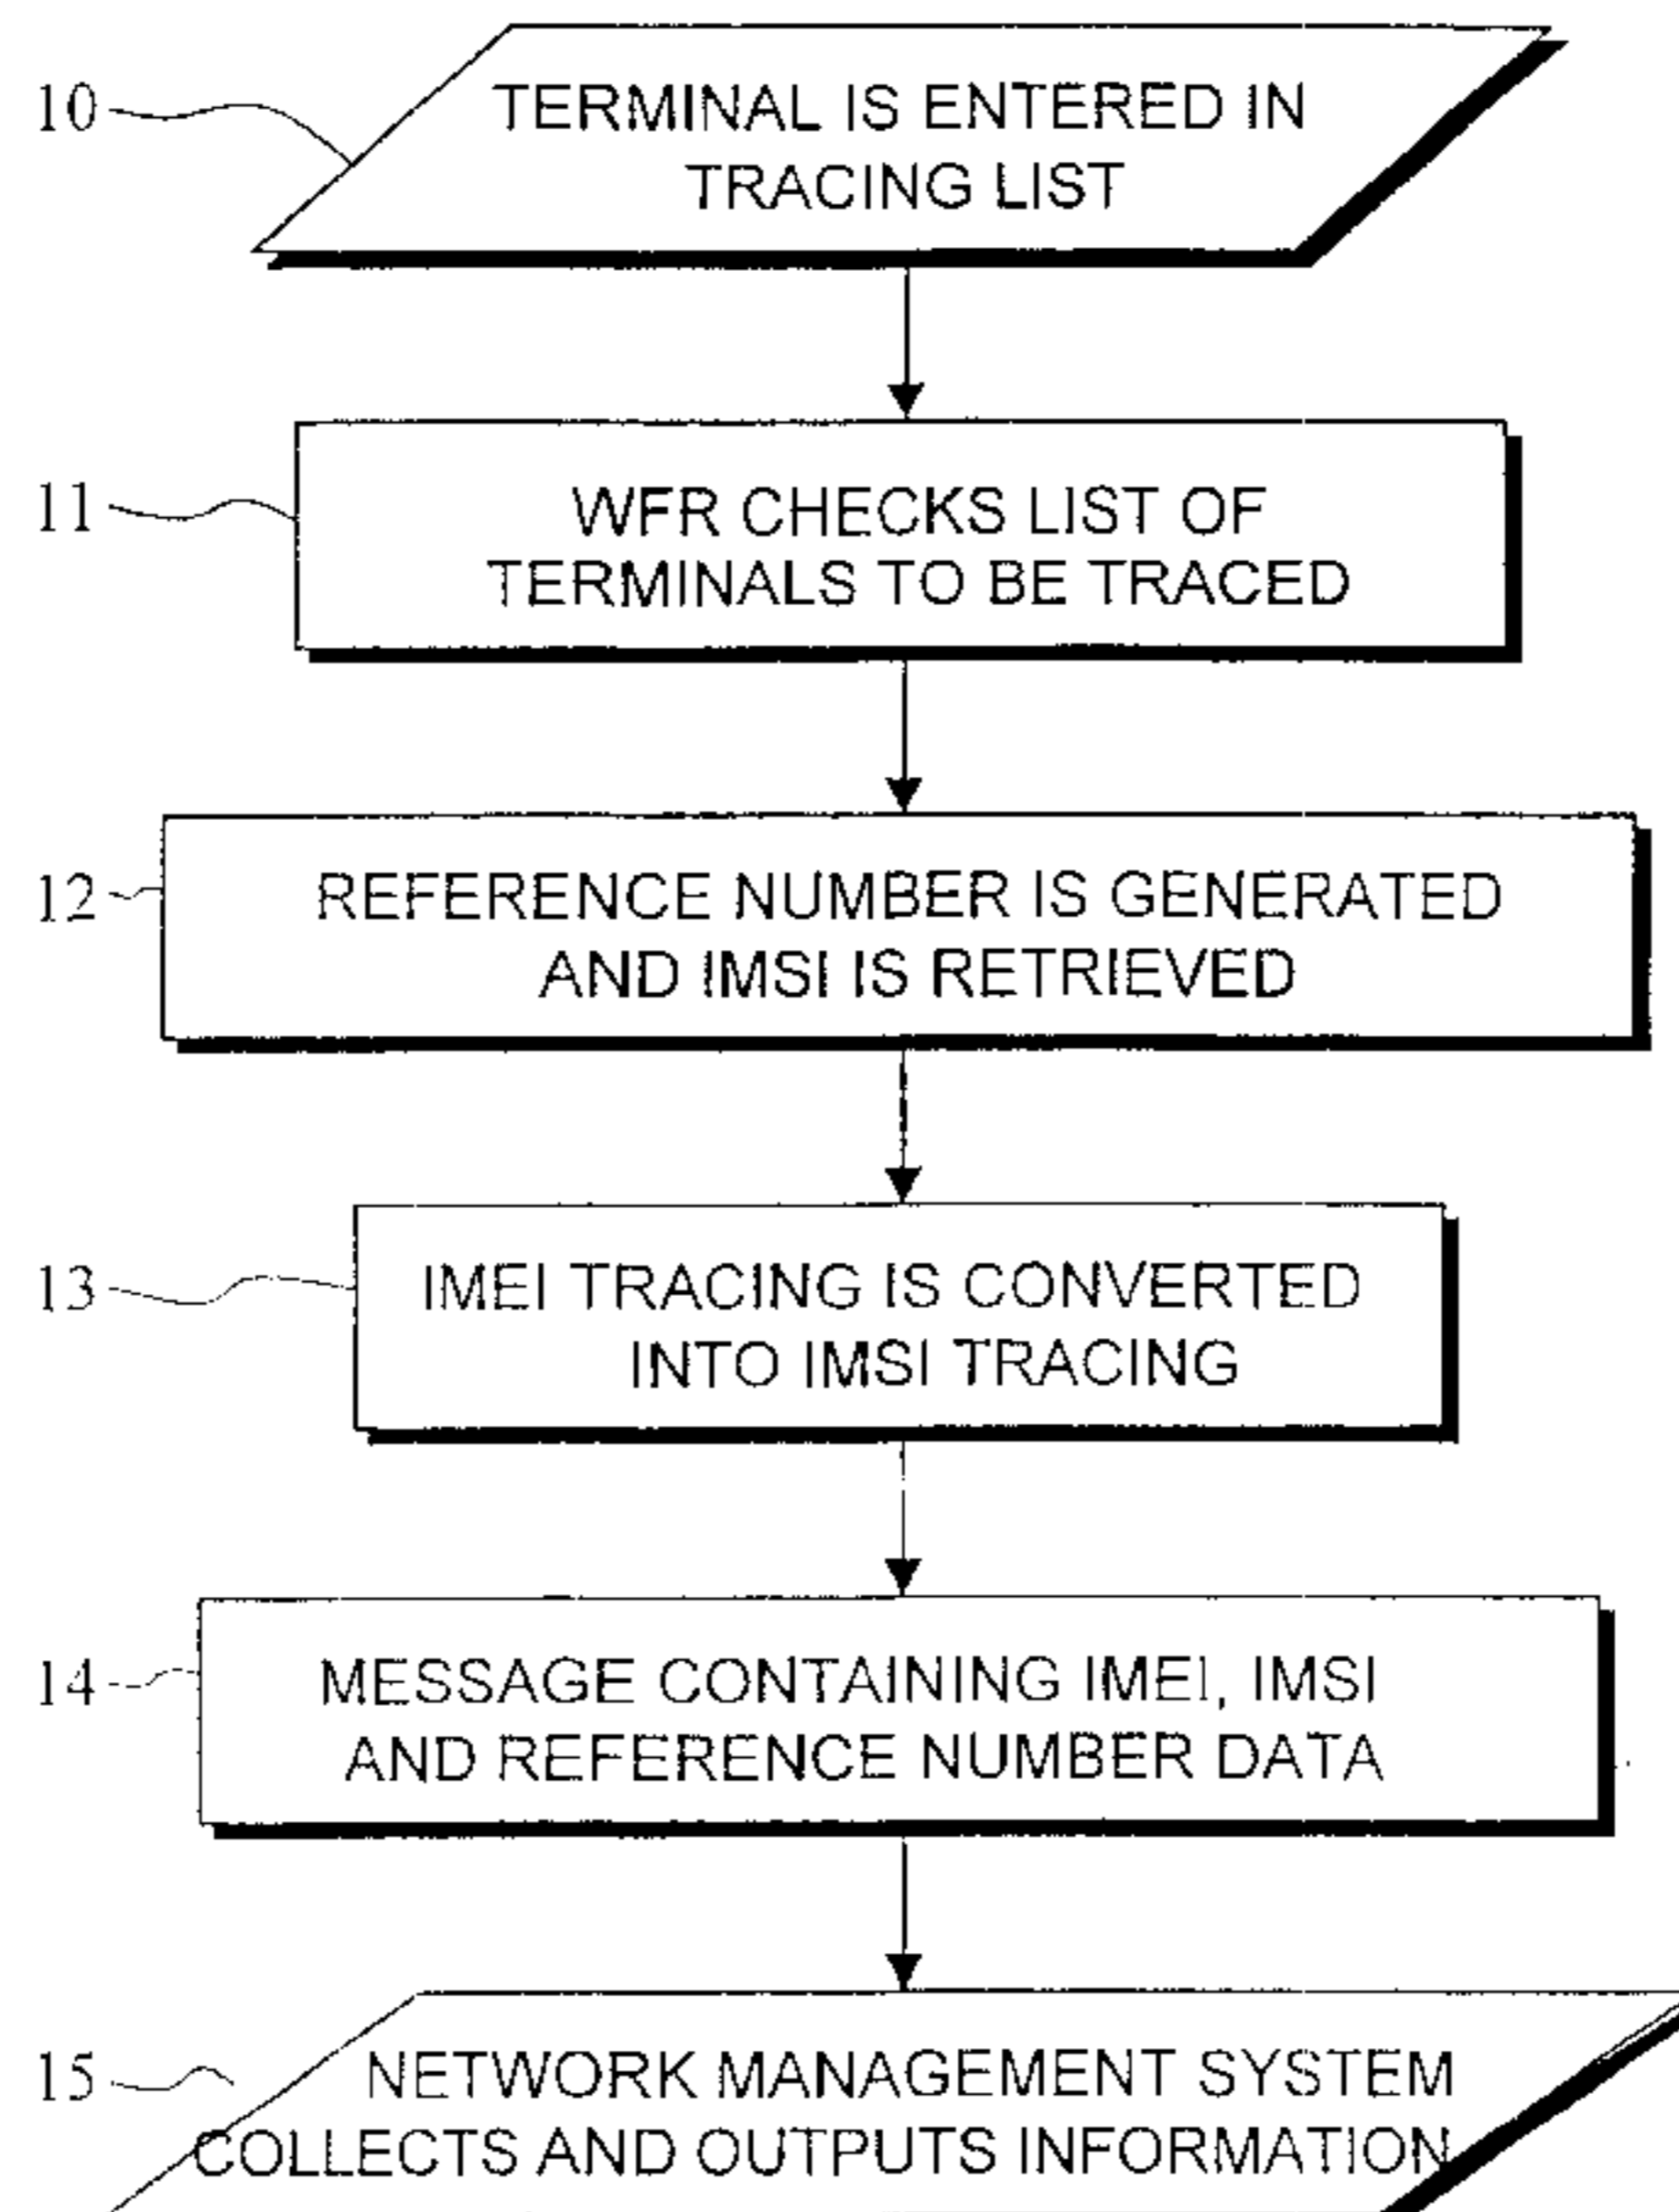 10
TERMINAL IS ENTERED IN
TRACING LIST
11
WFR CHECKS LIST OF
TERMINALS TO BE TRACED
12
REFERENCE NUMBER IS GENERATED
AND IMSI IS RETRIEVED
13
IMEI TRACING IS CONVERTED
INTO IMSI TRACING
14
MESSAGE CONTAINING IMEI, IMSI
AND REFERENCE NUMBER DATA
15
NETWORK MANAGEMENT SYSTEM
COLLECTS AND OUTPUTS INFORMATION